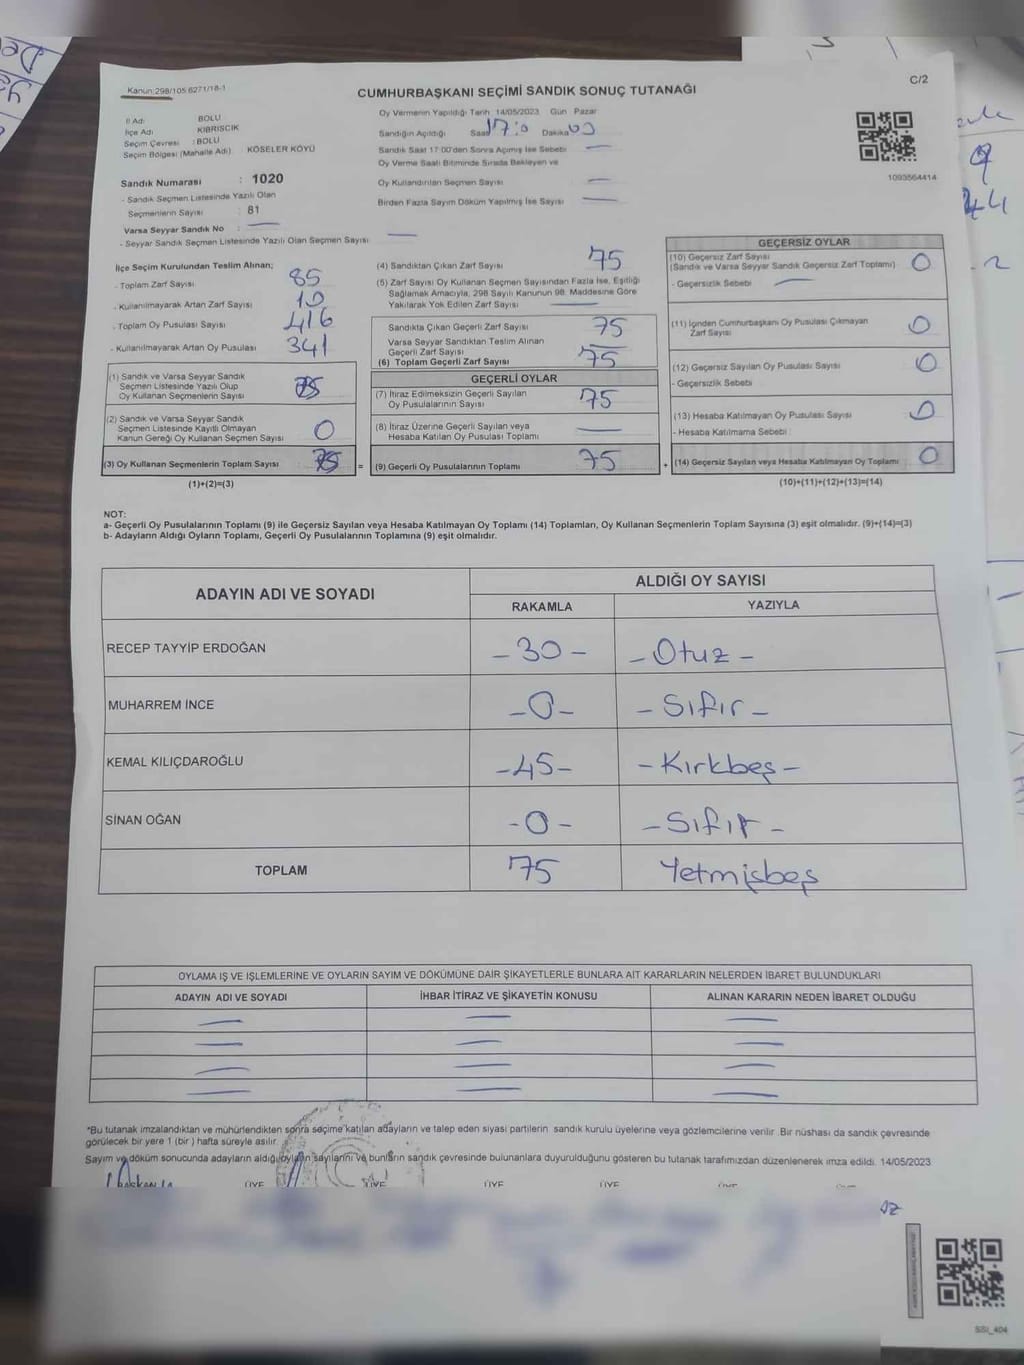 Kanun:298/105 6271/18-1
C/2
CUMHURBAŞKANI SEÇİMİ SANDIK SONUÇ TUTANAĞI
İl Adı : BOLU
İlçe Adı : KIBRISCIK
Seçim Çevresi : BOLU
Seçim Bölgesi (Mahalle Adı) : KÖSELER KÖYÜ
Sandık Numarası : 1020
- Sandık Seçmen Listesinde Yazılı Olan
Seçmenlerin Sayısı : 81
Varsa Seyyar Sandık No
- Seyyar Sandık Seçmen Listesinde Yazılı Olan Seçmen Sayısı
Oy Vermenin Yapıldığı Tarih 14/05/2023 Gün Pazar
Sandığın Açıldığı Saat 17:0 Dakika 00
Sandık Saat 17:00'den Sonra Açımış İse Sebebi
Oy Verme Saati Bitiminde Sırada Bekleyen ve
Oy Kullandırılan Seçmen Sayısı
Birden Fazla Sayım Döküm Yapılmış İse Sayısı
1093564414
İlçe Seçim Kurulundan Teslim Alınan;
- Toplam Zarf Sayısı 85
- Kullanılmayarak Artan Zarf Sayısı 10
- Toplam Oy Pusulası Sayısı 416
- Kullanılmayarak Artan Oy Pusulası 341
(1) Sandık ve Varsa Seyyar Sandık
Seçmen Listesinde Yazılı Olup
Oy Kullanan Seçmenlerin Sayısı 75
(2) Sandık ve Varsa Seyyar Sandık
Seçmen Listesinde Kayıtlı Olmayan
Kanun Gereği Oy Kullanan Seçmen Sayısı 0
(3) Oy Kullanan Seçmenlerin Toplam Sayısı 75 =
(1)+(2)=(3)
(4) Sandıktan Çıkan Zarf Sayısı 75
(5) Zarf Sayısı Oy Kullanan Seçmen Sayısından Fazla İse, Eşitliği
Sağlamak Amacıyla, 298 Sayılı Kanunun 98. Maddesine Göre
Yakılarak Yok Edilen Zarf Sayısı
Sandıkta Çıkan Geçerli Zarf Sayısı 75
Varsa Seyyar Sandıktan Teslim Alınan
Geçerli Zarf Sayısı
(6) Toplam Geçerli Zarf Sayısı 75
GEÇERLİ OYLAR
(7) İtiraz Edilmeksizin Geçerli Sayılan
Oy Pusulalarının Sayısı 75
(8) İtiraz Üzerine Geçerli Sayılan veya
Hesaba Katılan Oy Pusulası Toplamı
(9) Geçerli Oy Pusulalarının Toplamı 75 +
GEÇERSİZ OYLAR
(10) Geçersiz Zarf Sayısı
(Sandık ve Varsa Seyyar Sandık Geçersiz Zarf Toplamı) 0
- Geçersizlik Sebebi
(11) İçinden Cumhurbaşkanı Oy Pusulası Çıkmayan
Zarf Sayısı 0
(12) Geçersiz Sayılan Oy Pusulası Sayısı 0
- Geçersizlik Sebebi
(13) Hesaba Katılmayan Oy Pusulası Sayısı 0
- Hesaba Katılmama Sebebi :
(14) Geçersiz Sayılan veya Hesaba Katılmayan Oy Toplamı 0
(10)+(11)+(12)+(13)=(14)
NOT:
a- Geçerli Oy Pusulalarının Toplamı (9) ile Geçersiz Sayılan veya Hesaba Katılmayan Oy Toplamı (14) Toplamları, Oy Kullanan Seçmenlerin Toplam Sayısına (3) eşit olmalıdır. (9)+(14)=(3)
b- Adayların Aldığı Oyların Toplamı, Geçerli Oy Pusulalarının Toplamına (9) eşit olmalıdır.
ADAYIN ADI VE SOYADI ALDIĞI OY SAYISI
RAKAMLA YAZIYLA
RECEP TAYYİP ERDOĞAN -30- -Otuz-
MUHARREM İNCE -0- -Sıfır-
KEMAL KILIÇDAROĞLU -45- -Kırkbeş-
SİNAN OĞAN -0- -Sıfır-
TOPLAM 75 Yetmişbeş
OYLAMA İŞ VE İŞLEMLERİNE VE OYLARIN SAYIM VE DÖKÜMÜNE DAİR ŞİKAYETLERLE BUNLARA AİT KARARLARIN NELERDEN İBARET BULUNDUKLARI
ADAYIN ADI VE SOYADI İHBAR İTİRAZ VE ŞİKAYETİN KONUSU ALINAN KARARIN NEDEN İBARET OLDUĞU
*Bu tutanak imzalandıktan ve mühürlendikten sonra seçime katılan adayların ve talep eden siyasi partilerin sandık kurulu üyelerine veya gözlemcilerine verilir .Bir nüshası da sandık çevresinde
görülecek bir yere 1 (bir ) hafta süreyle asılır.
Sayım ve döküm sonucunda adayların aldığı oyların sayılarını ve bunların sandık çevresinde bulunanlara duyurulduğunu gösteren bu tutanak tarafımızdan düzenlenerek imza edildi. 14/05/2023
ÜYE ÜYE ÜYE ÜYE
SSI_404